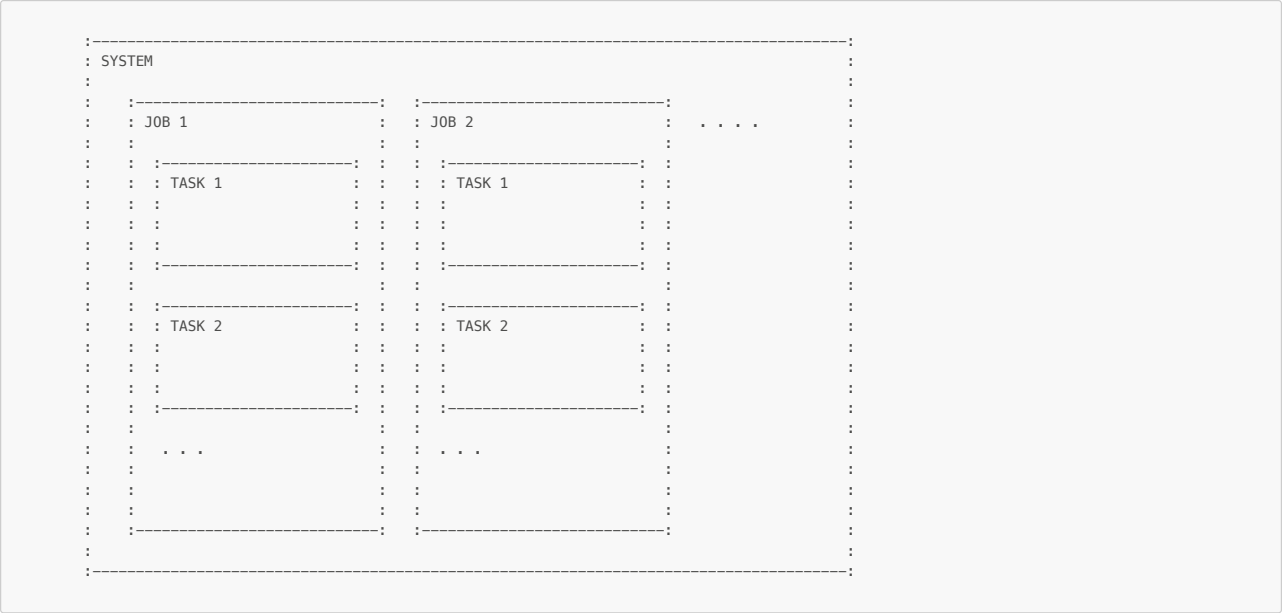 :---------------------------------------------------------------------------------------:
: SYSTEM                                                                                :
:                                                                                       :
:    :----------------------------:   :----------------------------:                    :
:    : JOB 1                      :   : JOB 2                      :   . . . .          :
:    :                            :   :                            :                    :
:    :  :----------------------:  :   :  :----------------------:  :                    :
:    :  : TASK 1               :  :   :  : TASK 1               :  :                    :
:    :  :                      :  :   :  :                      :  :                    :
:    :  :                      :  :   :  :                      :  :                    :
:    :  :                      :  :   :  :                      :  :                    :
:    :  :----------------------:  :   :  :----------------------:  :                    :
:    :                            :   :                            :                    :
:    :  :----------------------:  :   :  :----------------------:  :                    :
:    :  : TASK 2               :  :   :  : TASK 2               :  :                    :
:    :  :                      :  :   :  :                      :  :                    :
:    :  :                      :  :   :  :                      :  :                    :
:    :  :                      :  :   :  :                      :  :                    :
:    :  :----------------------:  :   :  :----------------------:  :                    :
:    :                            :   :                            :                    :
:    :   . . .                    :   :  . . .                     :                    :
:    :                            :   :                            :                    :
:    :                            :   :                            :                    :
:    :                            :   :                            :                    :
:    :----------------------------:   :----------------------------:                    :
:                                                                                       :
:---------------------------------------------------------------------------------------: